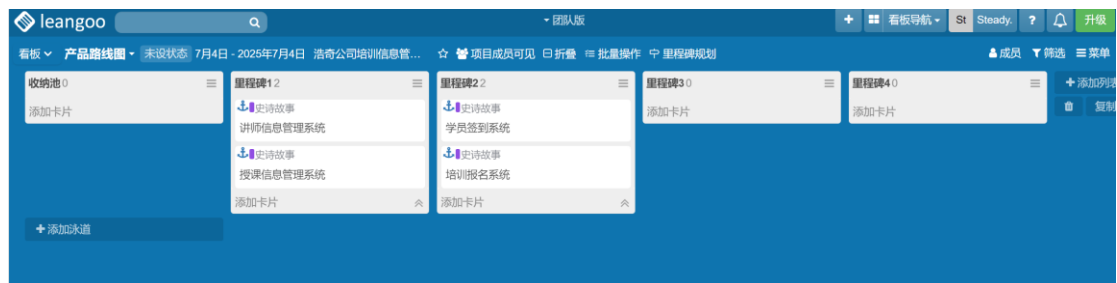 leangoo 团队版 看板导航 St Steady. ? 升级
看板 产品路线图 未设状态 7月4日 - 2025年7月4日 浩奇公司培训信息管... 项目成员可见 折叠 批量操作 里程碑规划 成员 筛选 菜单
收纳池 0
添加卡片
里程碑1 2
史诗故事
讲师信息管理系统
史诗故事
授课信息管理系统
添加卡片
里程碑2 2
史诗故事
学员签到系统
史诗故事
培训报名系统
添加卡片
里程碑3 0
添加卡片
里程碑4 0
添加卡片
添加列表
复制
添加泳道